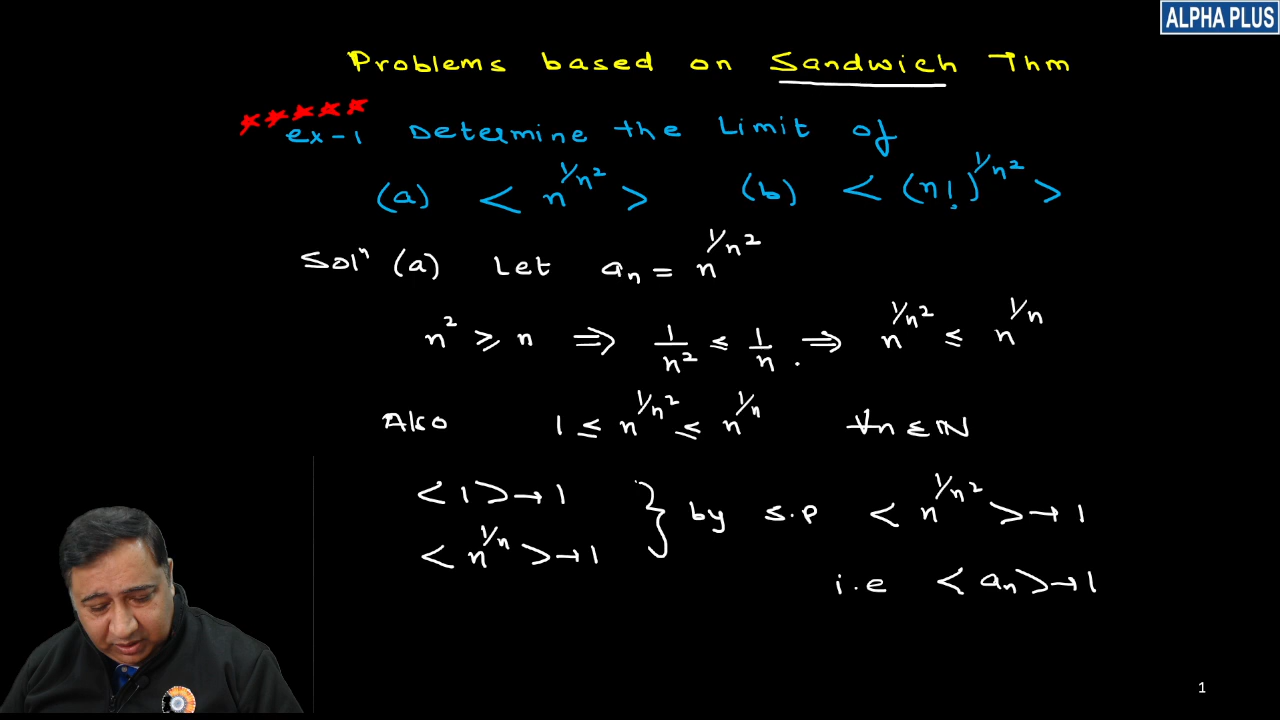 ALPHA PLUS
Problems based on Sandwich Thm
ex-1 Determine the Limit of
(a) < n^{1/n²} > (b) < (n!)^{1/n²} >
Solⁿ (a) Let aₙ = n^{1/n²}
n² ≥ n ⇒ 1/n² ≤ 1/n . ⇒ n^{1/n²} ≤ n^{1/n}
Also 1 ≤ n^{1/n²} ≤ n^{1/n} ∀n ∈ ℕ
< 1 > → 1
< n^{1/n} > → 1 } by s.p < n^{1/n²} > → 1
i.e < aₙ > → 1
1